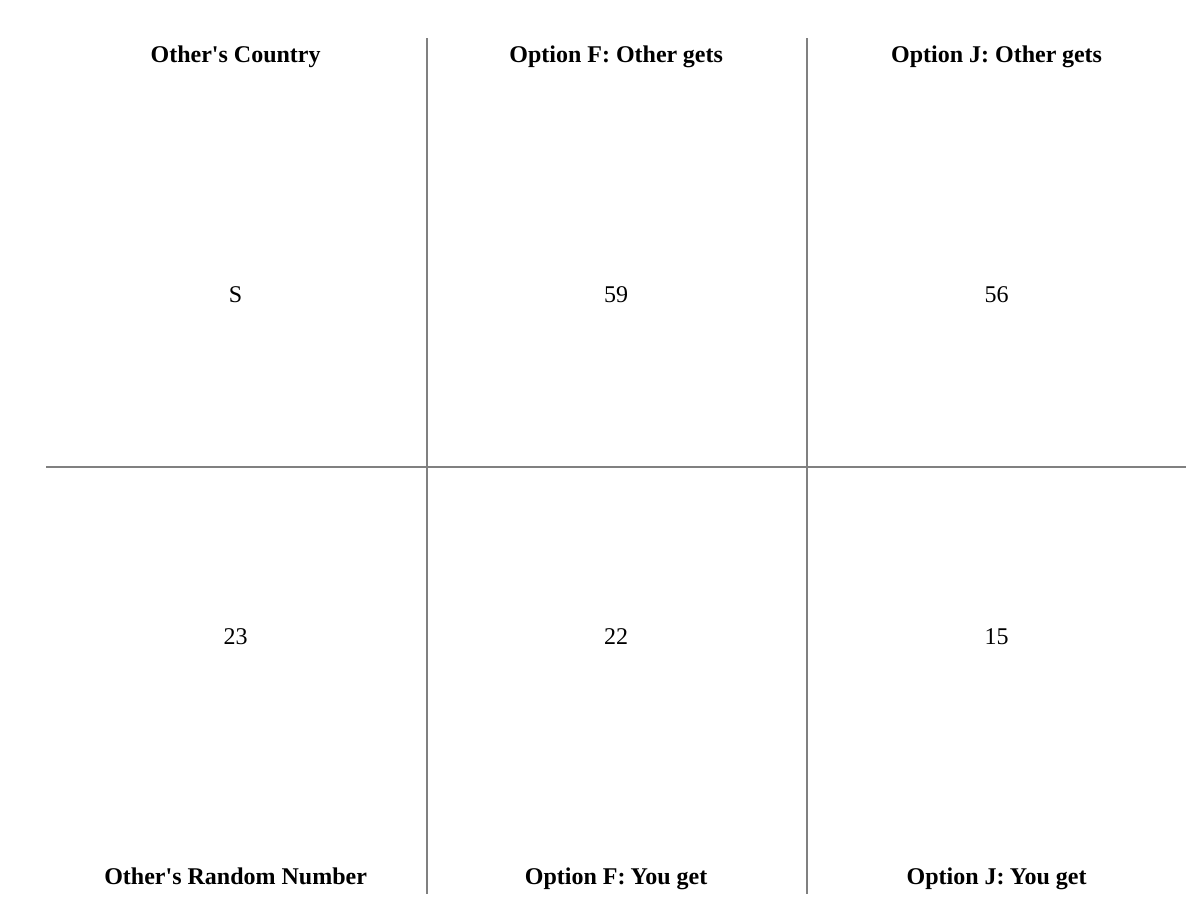 Other's Country
Option F: Other gets
Option J: Other gets
S
59
56
23
22
15
Other's Random Number
Option F: You get
Option J: You get